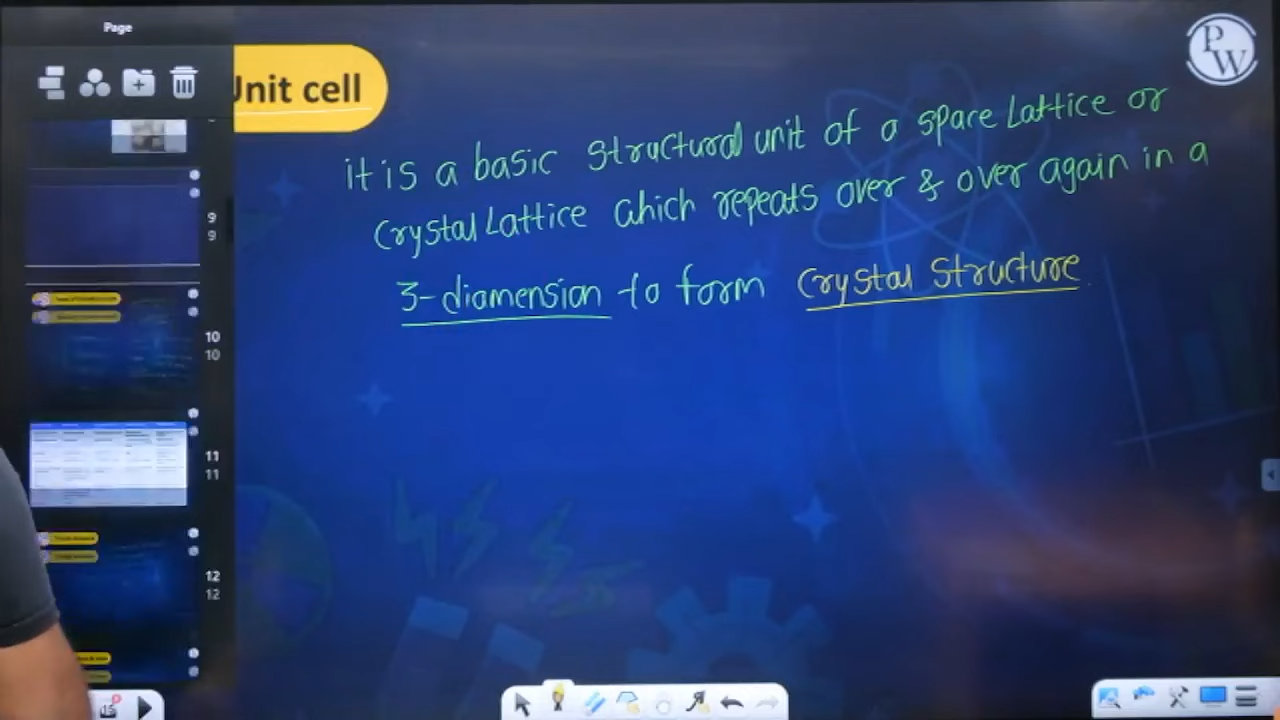 Page
Unit cell
PW
it is a basic structural unit of a space Lattice or
Crystal Lattice which repeats over & over again in a
3-diamension to form Crystal Structure
9
9
10
10
11
11
12
12